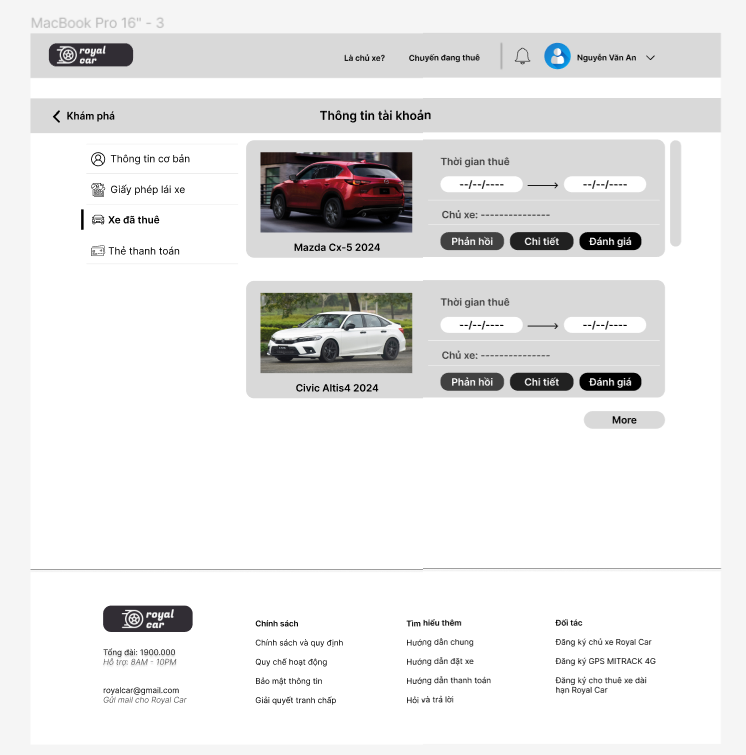 MacBook Pro 16" - 3
royal
car
Là chủ xe?
Chuyến đang thuê
Nguyễn Văn An
Khám phá
Thông tin tài khoản
Thông tin cơ bản
Giấy phép lái xe
Xe đã thuê
Thẻ thanh toán
Mazda Cx-5 2024
Thời gian thuê
--/--/----
--/--/----
Chủ xe: ---------------
Phản hồi
Chi tiết
Đánh giá
Civic Altis4 2024
Thời gian thuê
--/--/----
--/--/----
Chủ xe: ---------------
Phản hồi
Chi tiết
Đánh giá
More
royal
car
Tổng đài: 1900.000
Hỗ trợ: 8AM - 10PM
royalcar@gmail.com
Gửi mail cho Royal Car
Chính sách
Chính sách và quy định
Quy chế hoạt động
Bảo mật thông tin
Giải quyết tranh chấp
Tìm hiểu thêm
Hướng dẫn chung
Hướng dẫn đặt xe
Hướng dẫn thanh toán
Hỏi và trả lời
Đối tác
Đăng ký chủ xe Royal Car
Đăng ký GPS MITRACK 4G
Đăng ký cho thuê xe dài
hạn Royal Car